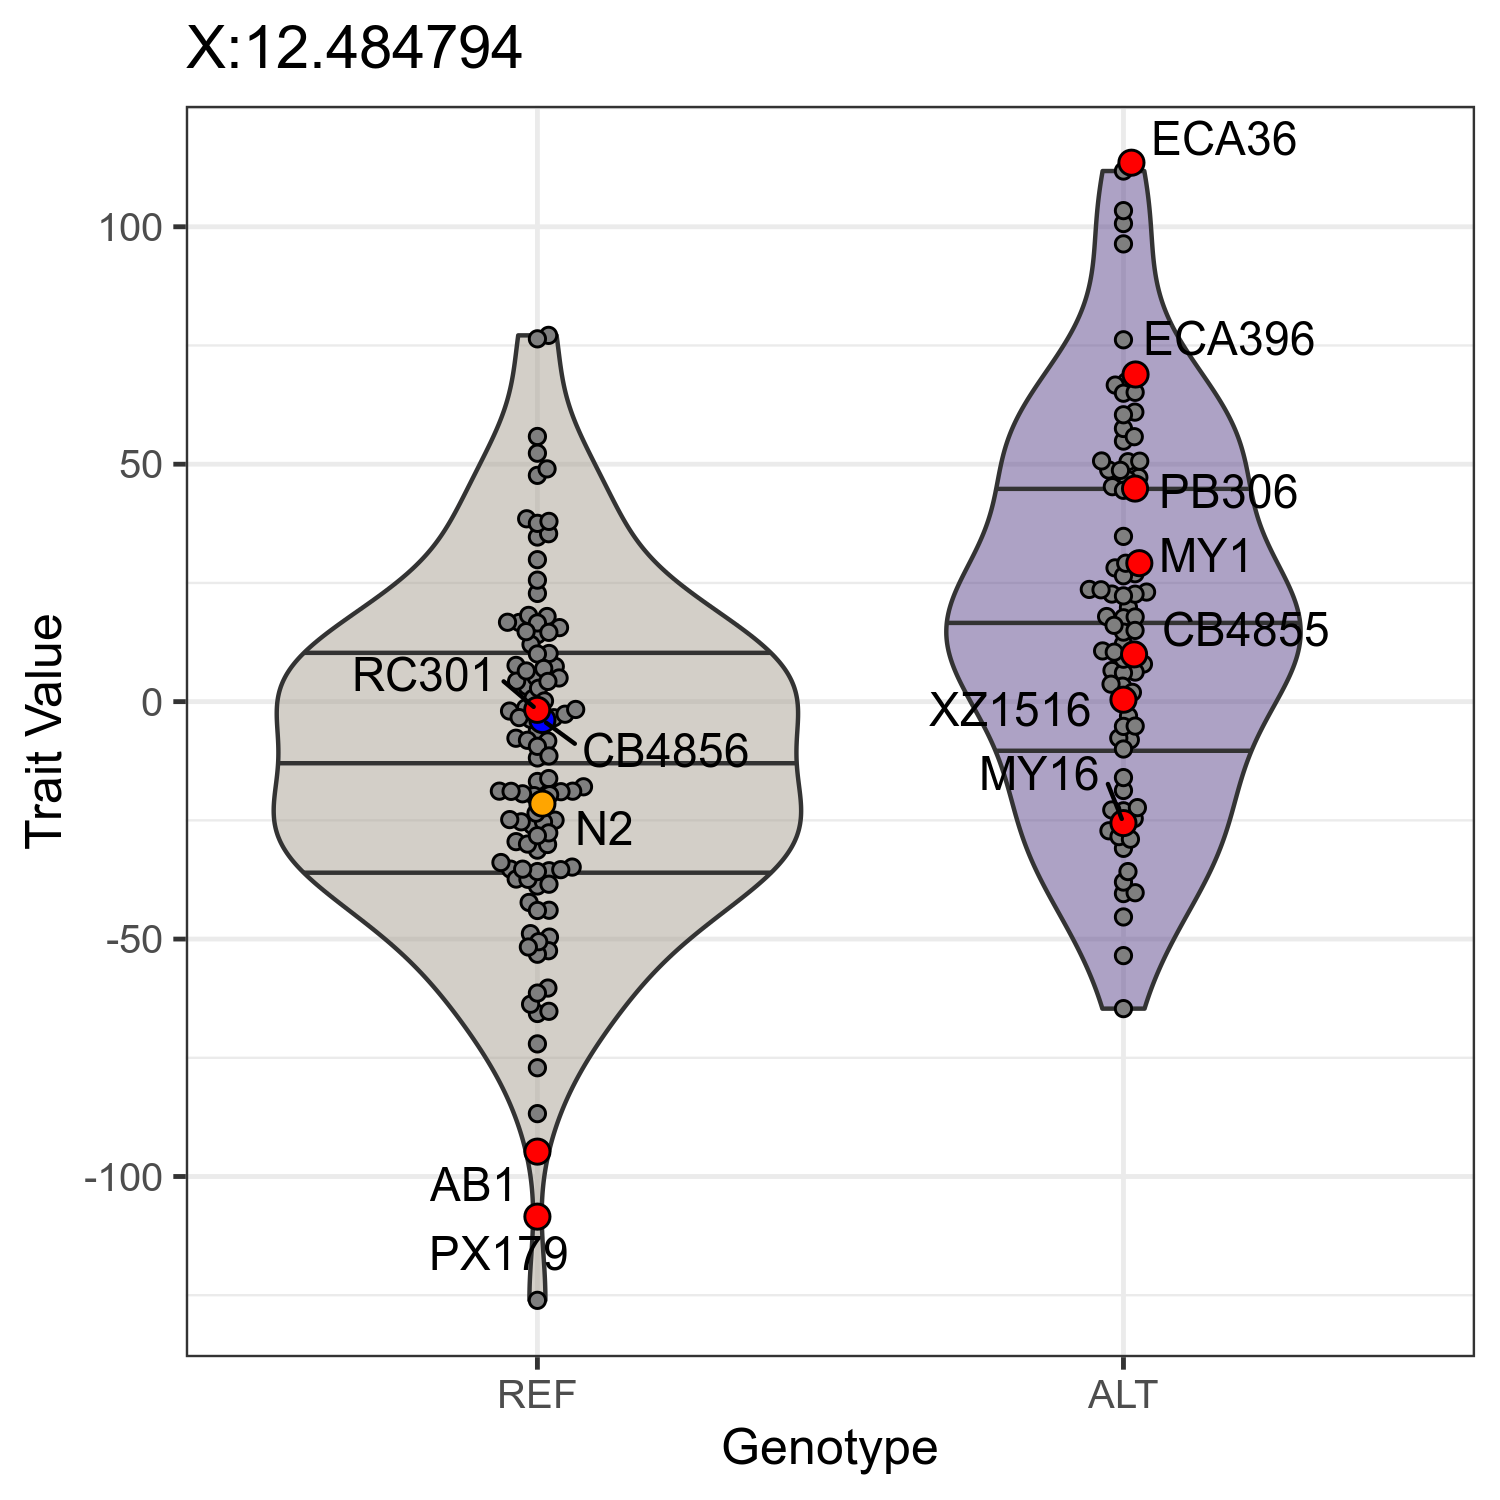 X:12.484794
Trait Value
100
50
0
-50
-100
ECA36
ECA396
PB306
MY1
CB4855
RC301
XZ1516
CB4856
MY16
N2
AB1
PX179
REF
ALT
Genotype